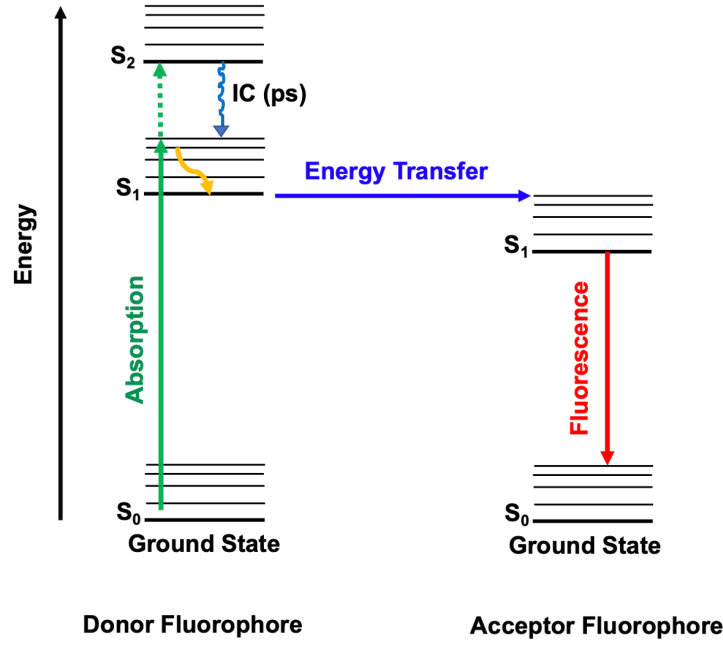 S2
IC (ps)
S1
Energy Transfer
S1
Energy
Absorption
Fluorescence
S0
S0
Ground State
Ground State
Donor Fluorophore
Acceptor Fluorophore